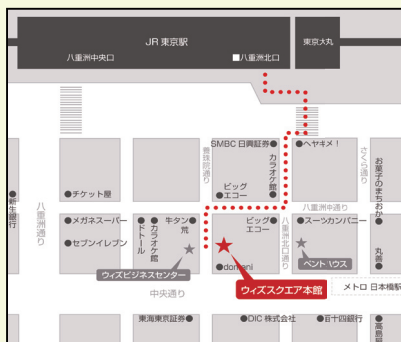 JR 東京駅
東京大丸
八重洲中央口
■八重洲北口
SMBC 日興証券●
●ヘヤキメ！
養珠院通り
カラオケ館●
さくら通り
お菓子のまちおか●
ビッグ
●エコー
●チケット屋
八重洲仲通り
●新生銀行
八重洲通り
●メガネスーパー
●ドトール
●カラオケ館
牛タン●
荒
ビッグ●
エコー
八重洲北口通り
●スーツカンパニー
●セブンイレブン
丸善●
ウィズビジネスセンター
●domani
ペントハウス
中央通り
ウィズスクエア本館
メトロ 日本橋駅
東海東京証券●
●DIC 株式会社
●百十四銀行
●高島屋